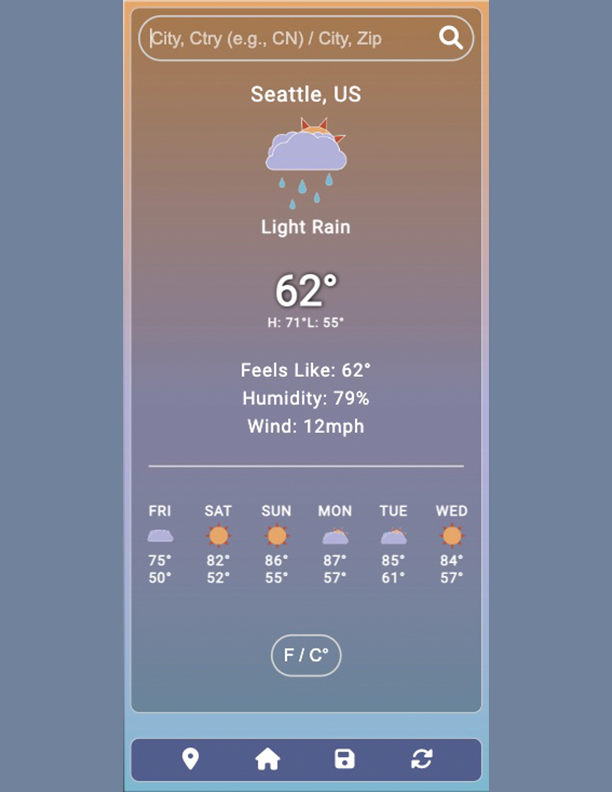 City, Ctry (e.g., CN) / City, Zip
Seattle, US
Light Rain
62°
H: 71°L: 55°
Feels Like: 62°
Humidity: 79%
Wind: 12mph
FRI SAT SUN MON TUE WED
75° 82° 86° 87° 85° 84°
50° 52° 55° 57° 61° 57°
F / C°